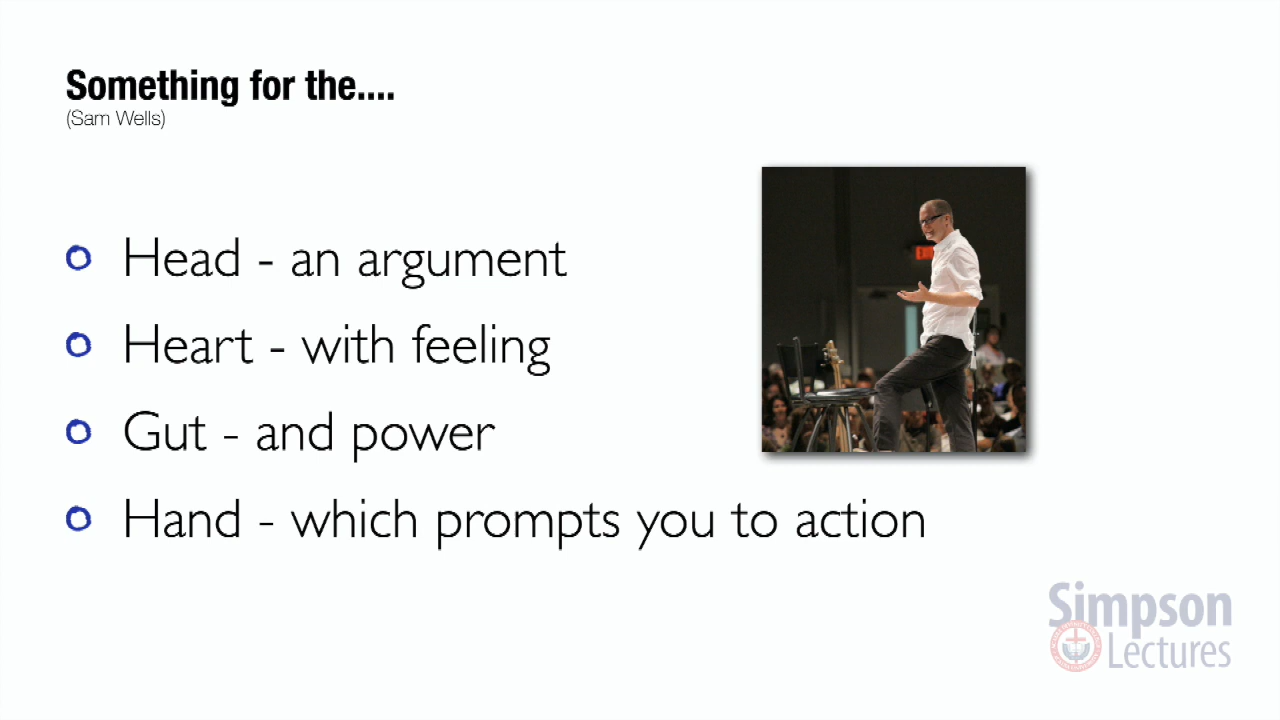 Something for the....
(Sam Wells)
Head - an argument
Heart - with feeling
Gut - and power
Hand - which prompts you to action
Simpson
Lectures